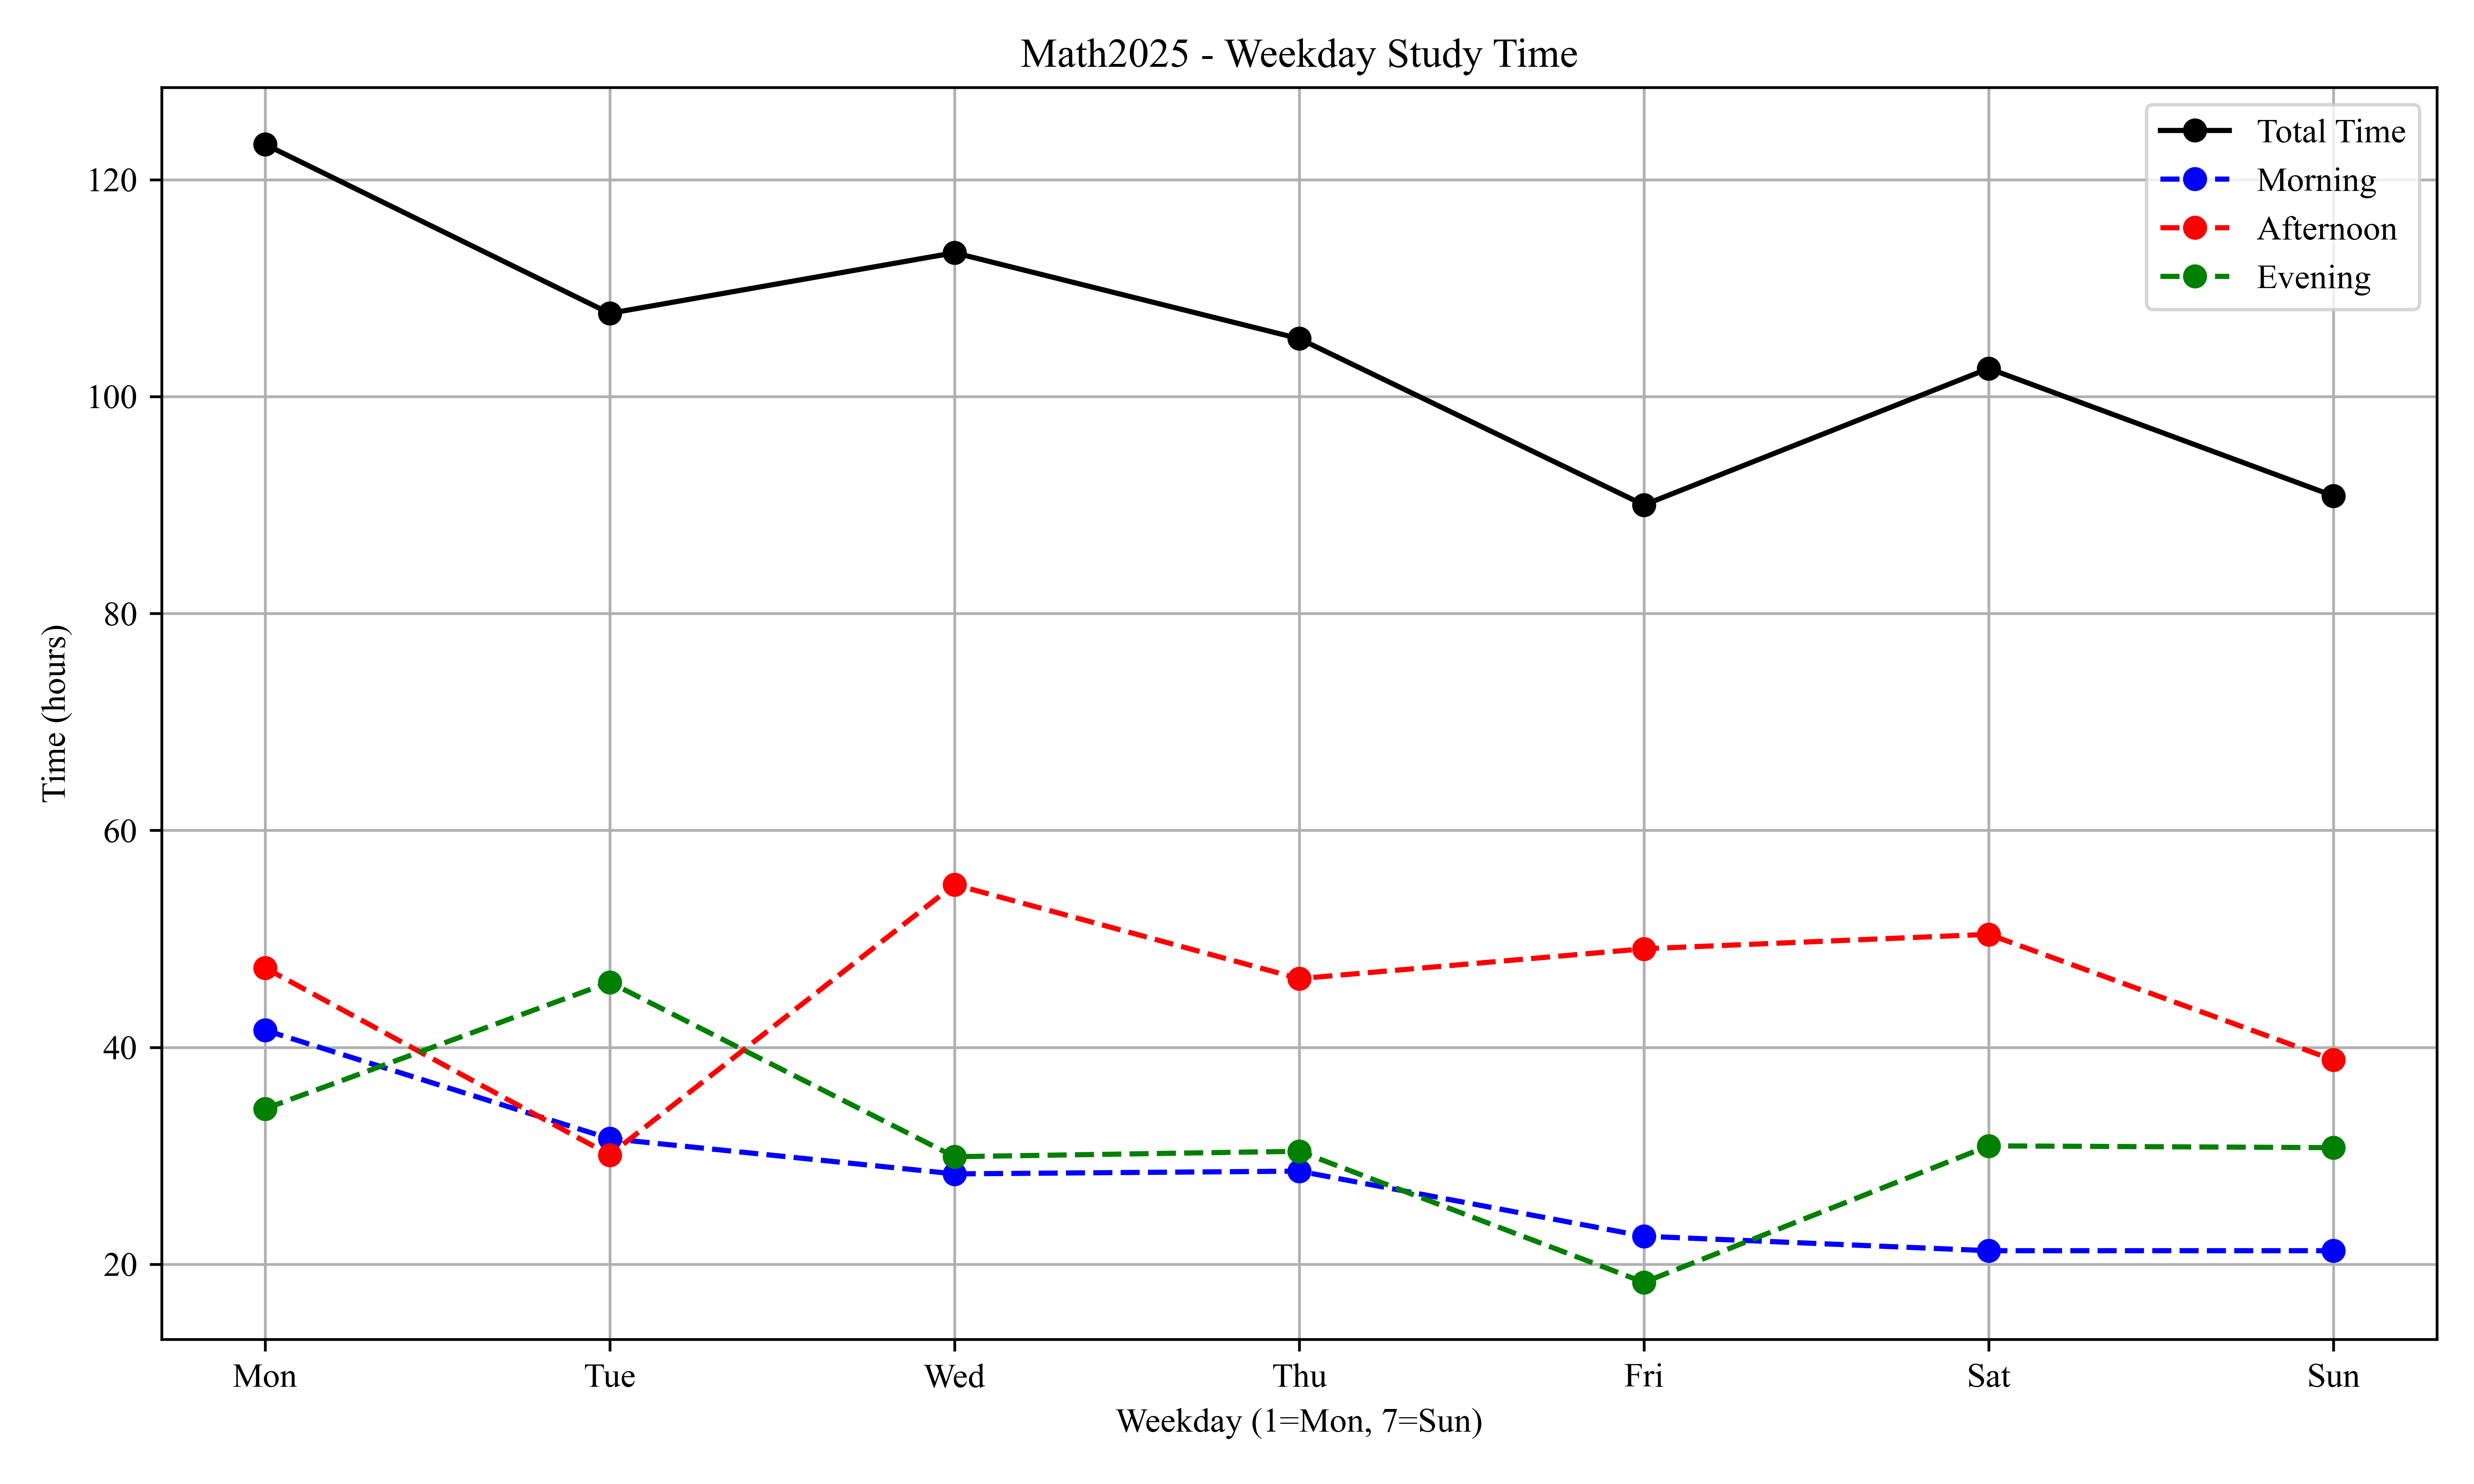 Math2025 - Weekday Study Time
Total Time
Morning
Afternoon
Evening
Time (hours)
120
100
80
60
40
20
Mon Tue Wed Thu Fri Sat Sun
Weekday (1=Mon, 7=Sun)